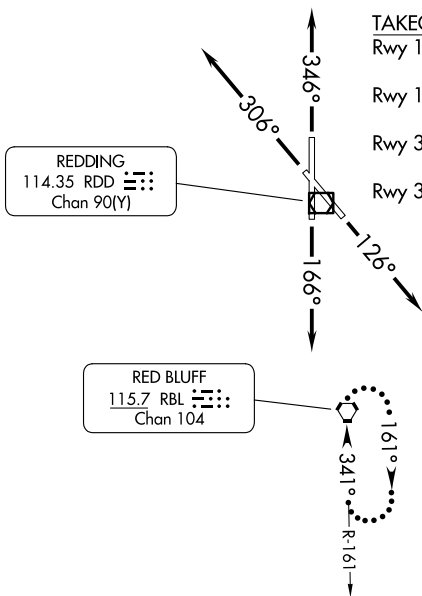 TAKEO
Rwy 1
Rwy 1
Rwy 3
Rwy 3
346°
306°
REDDING
114.35 RDD
Chan 90(Y)
126°
166°
RED BLUFF
115.7 RBL
Chan 104
161°
341°
R-161